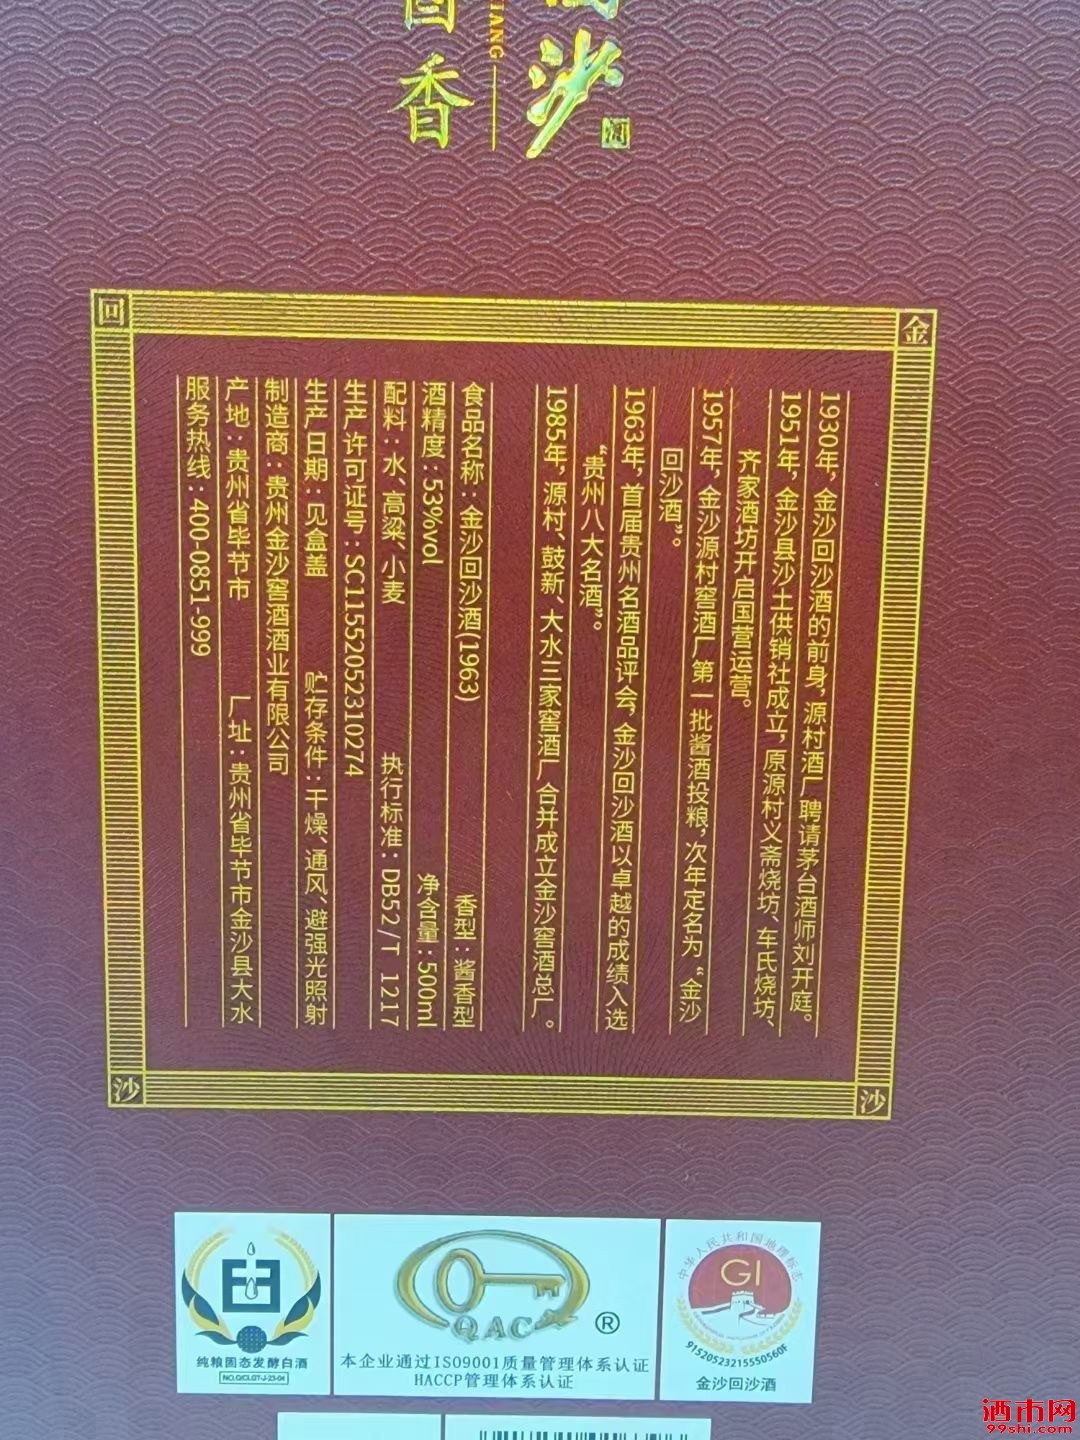 香
IANG
沙
酒
金
回
沙
沙
1930年，金沙回沙酒的前身，源村酒厂聘请茅台酒师刘开庭。
1951年，金沙县沙土供销社成立，原源村义斋烧坊、车氏烧坊、
齐家酒坊开启国营运营。
1957年，金沙源村窖酒厂第一批酱酒投粮，次年定名为“金沙
回沙酒”。
1963年，首届贵州名酒品评会，金沙回沙酒以卓越的成绩入选
“贵州八大名酒”。
1985年，源村、鼓新、大水三家窖酒厂合并成立金沙窖酒总厂。
食品名称：金沙回沙酒(1963) 香型：酱香型
酒精度：53%vol 净含量：500ml
配料：水、高粱、小麦 执行标准：DB52/T 1217
生产许可证号：SC11552052310274
生产日期：见盒盖 贮存条件：干燥、通风、避强光照射
制造商：贵州金沙窖酒酒业有限公司
产地：贵州省毕节市 厂址：贵州省毕节市金沙县大水
服务热线：400-0851-999
纯粮固态发酵白酒
NO.G/CLGT-J-23-04
QAC
®
本企业通过ISO9001质量管理体系认证
HACCP管理体系认证
中华人民共和国地理标志
GI
9152052321555056OF
金沙回沙酒
酒市网
99shi.com